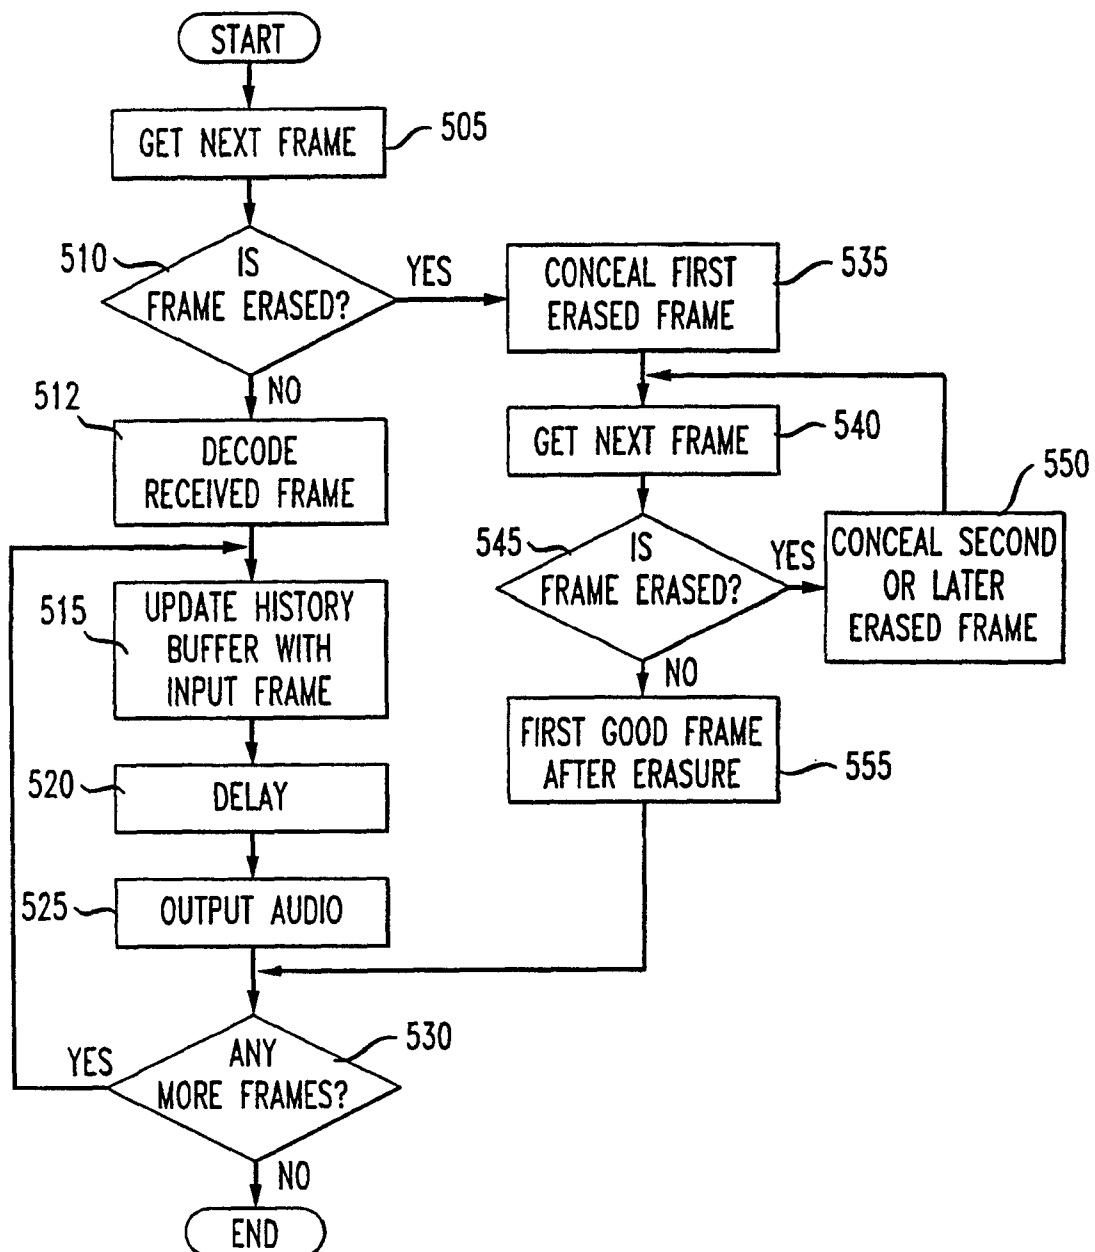 START
GET NEXT FRAME
505
510
IS
FRAME ERASED?
YES
NO
CONCEAL FIRST
ERASED FRAME
535
512
DECODE
RECEIVED FRAME
GET NEXT FRAME
540
545
IS
FRAME ERASED?
YES
NO
550
CONCEAL SECOND
OR LATER
ERASED FRAME
515
UPDATE HISTORY
BUFFER WITH
INPUT FRAME
FIRST GOOD FRAME
AFTER ERASURE
555
520
DELAY
525
OUTPUT AUDIO
530
ANY
MORE FRAMES?
YES
NO
END